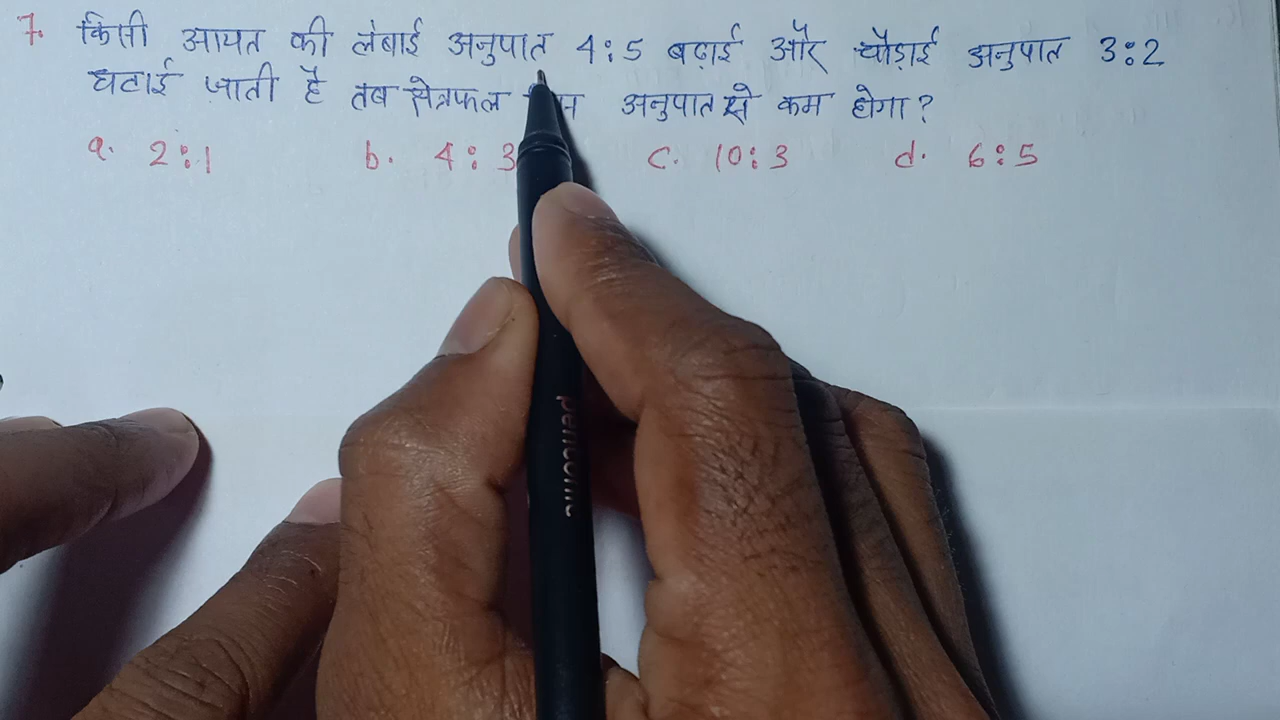 7. किसी आयत की लंबाई अनुपात 4:5 बढ़ाई और चौड़ाई अनुपात 3:2
घटाई जाती है तब क्षेत्रफल अनुपात से कम होगा?
a. 2:1 b. 4:3 c. 10:3 d. 6:5
pencomic